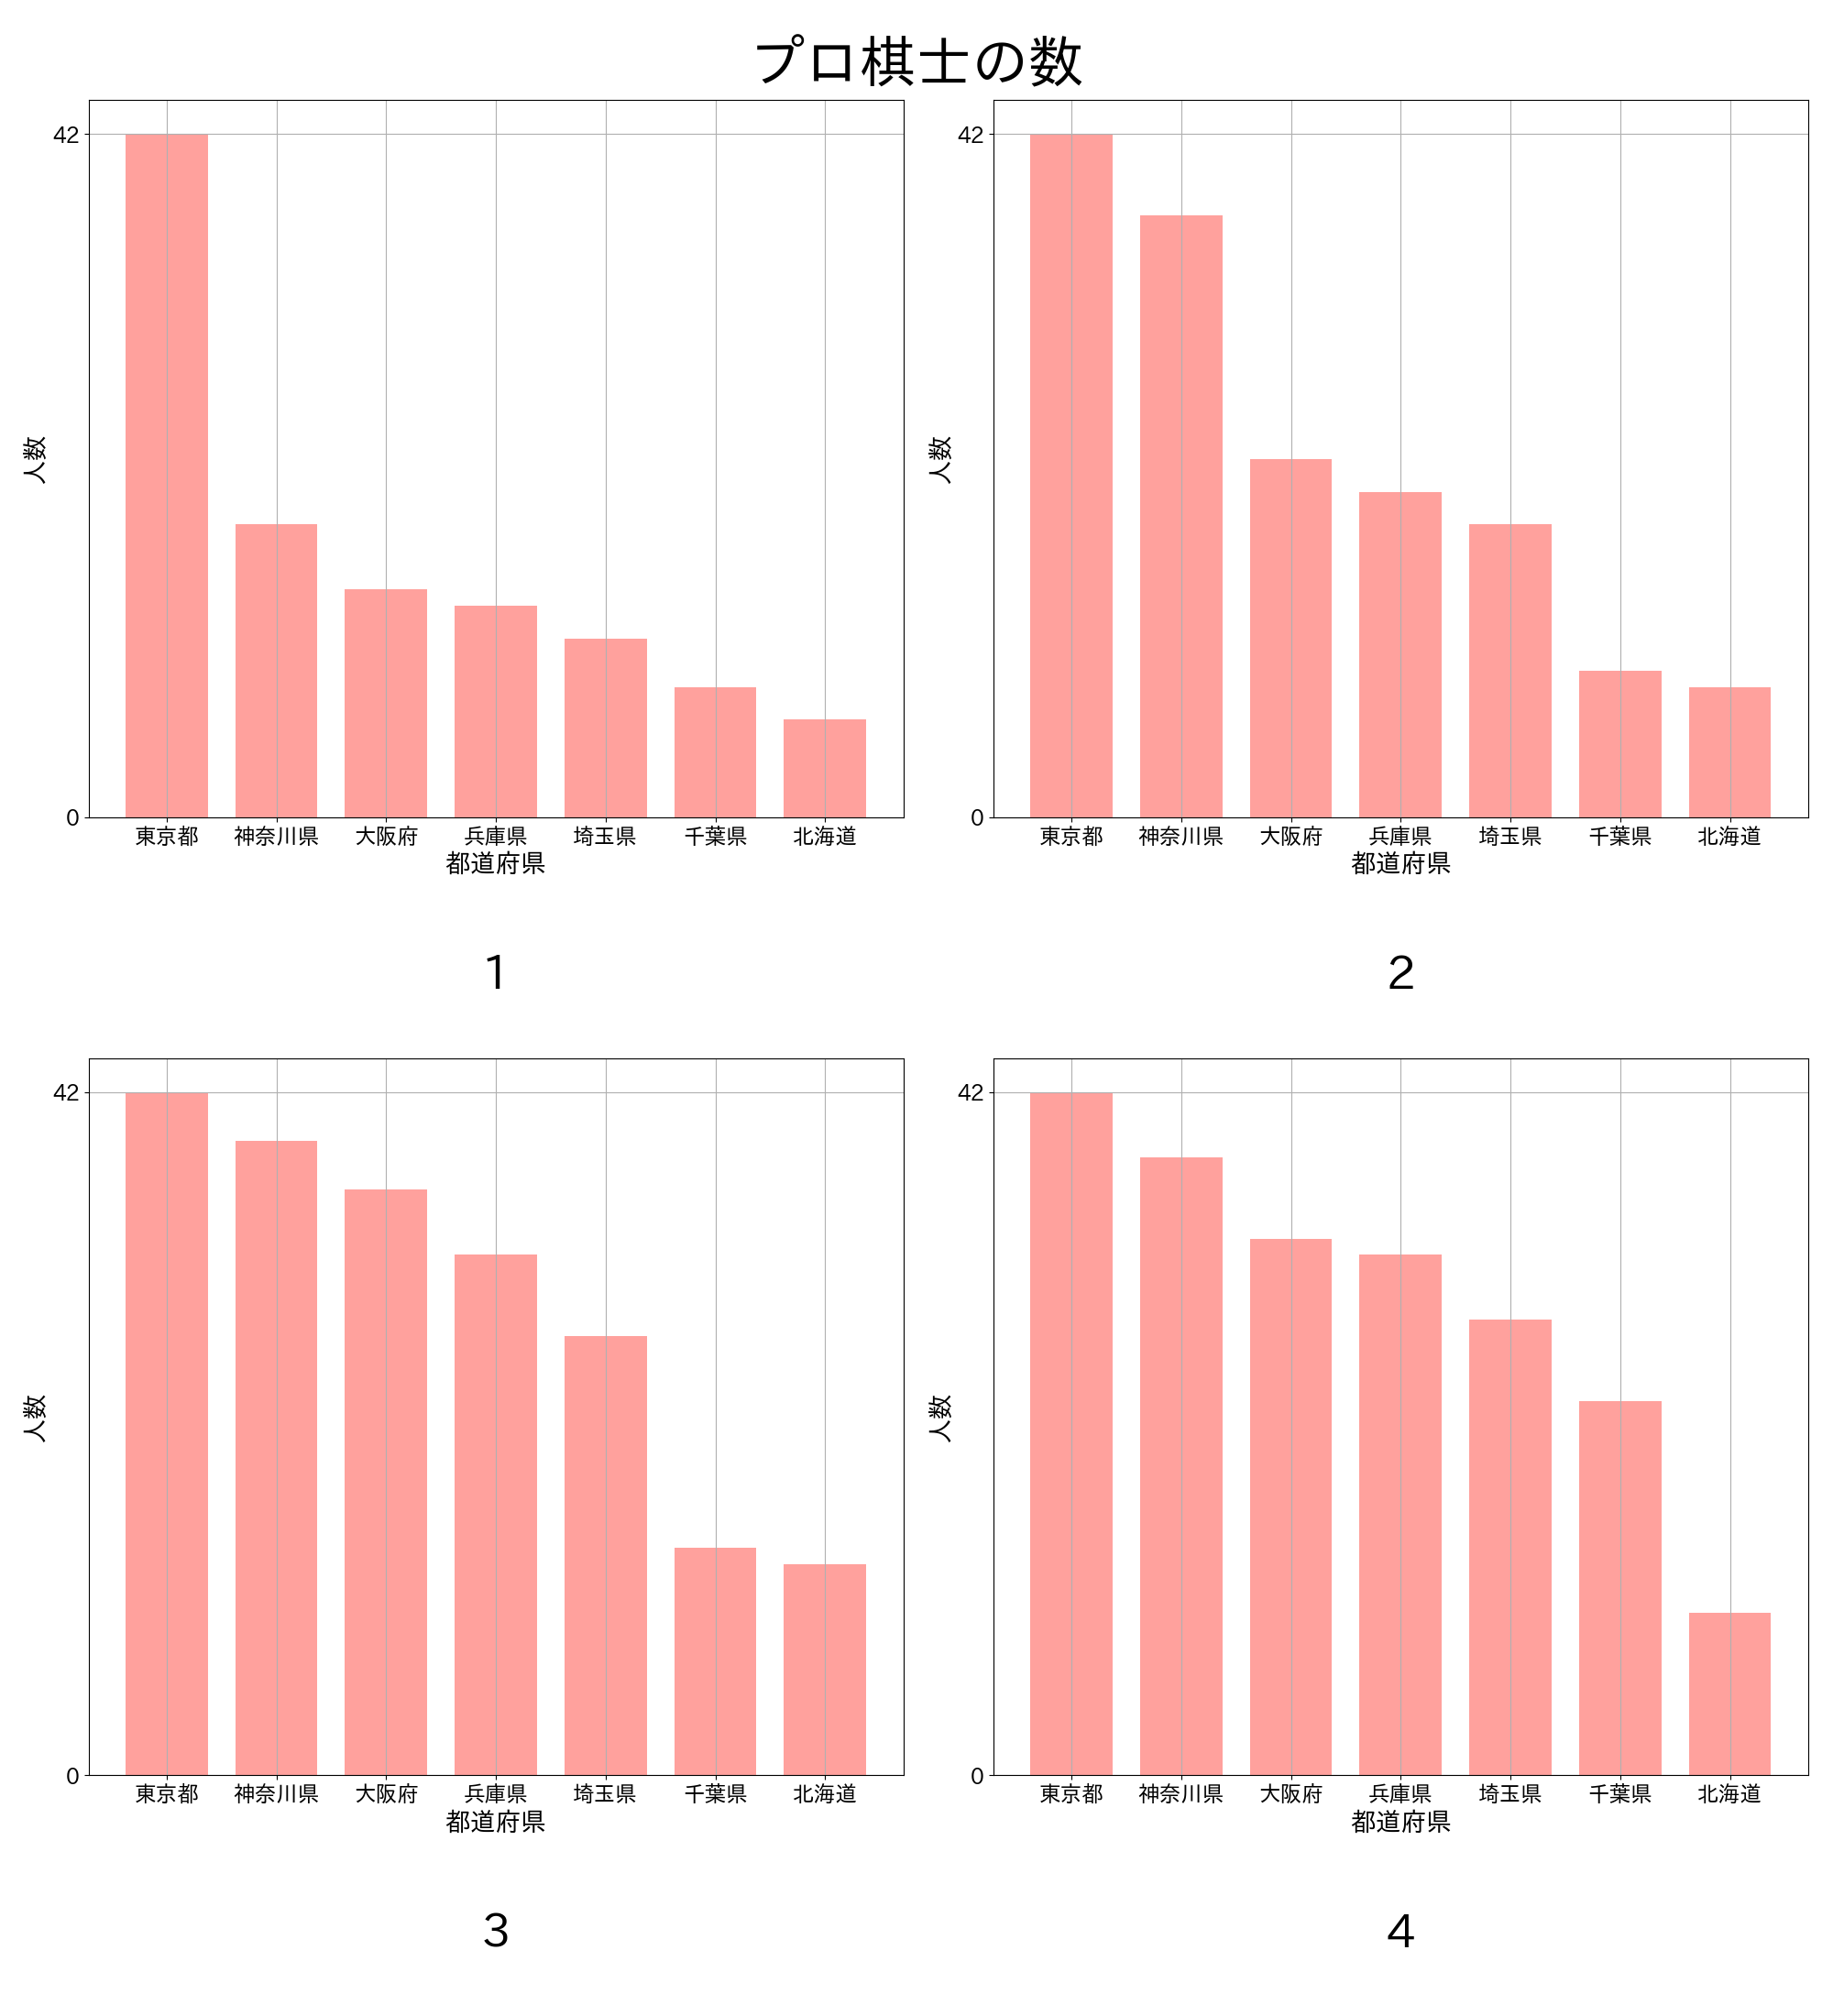 プロ棋士の数
42
0
人数
東京都 神奈川県 大阪府 兵庫県 埼玉県 千葉県 北海道
都道府県
1
42
0
人数
東京都 神奈川県 大阪府 兵庫県 埼玉県 千葉県 北海道
都道府県
2
42
0
人数
東京都 神奈川県 大阪府 兵庫県 埼玉県 千葉県 北海道
都道府県
3
42
0
人数
東京都 神奈川県 大阪府 兵庫県 埼玉県 千葉県 北海道
都道府県
4